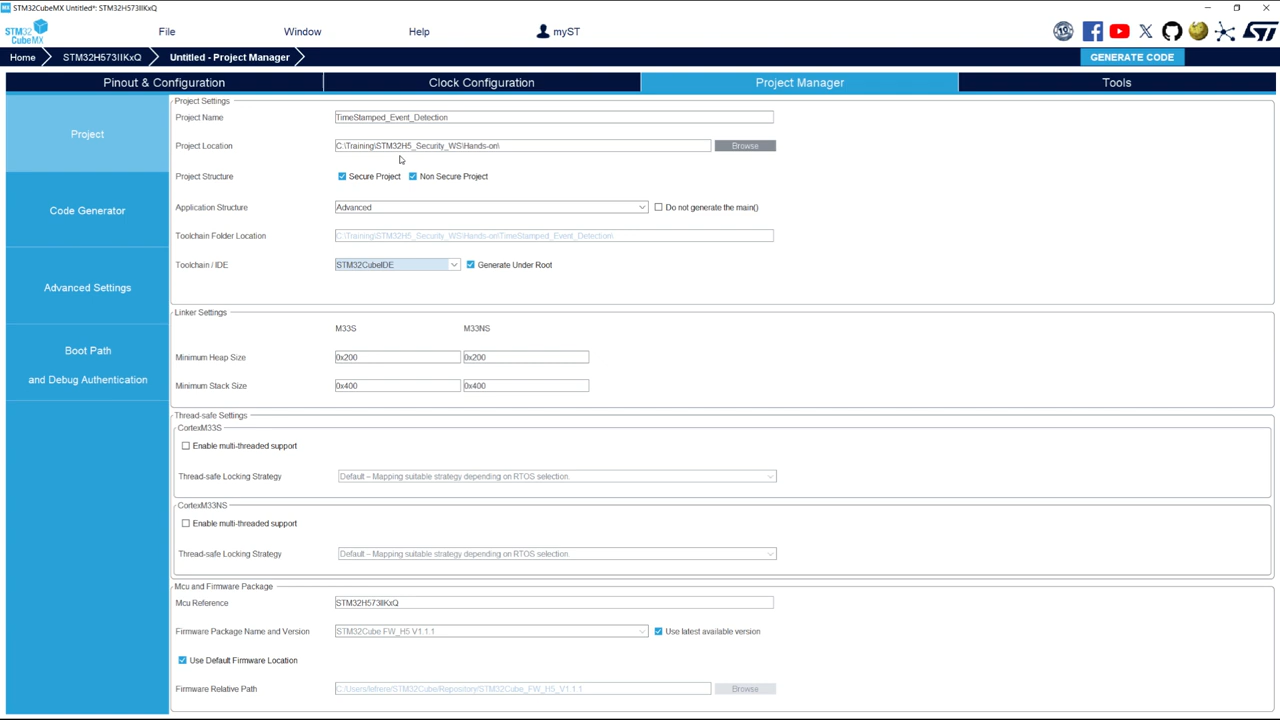 MX STM32CubeMX Untitled*: STM32H573IIKxQ
STM32 CubeMX
File Window Help myST
Home STM32H573IIKxQ Untitled - Project Manager GENERATE CODE
Pinout & Configuration Clock Configuration Project Manager Tools
Project
Code Generator
Advanced Settings
Boot Path
and Debug Authentication
Project Settings
Project Name TimeStamped_Event_Detection
Project Location C:\Training\STM32H5_Security_WS\Hands-on\ Browse
Project Structure Secure Project Non Secure Project
Application Structure Advanced Do not generate the main()
Toolchain Folder Location C:\Training\STM32H5_Security_WS\Hands-on\TimeStamped_Event_Detection\
Toolchain / IDE STM32CubeIDE Generate Under Root
Linker Settings
M33S M33NS
Minimum Heap Size 0x200 0x200
Minimum Stack Size 0x400 0x400
Thread-safe Settings
CortexM33S
Enable multi-threaded support
Thread-safe Locking Strategy Default – Mapping suitable strategy depending on RTOS selection.
CortexM33NS
Enable multi-threaded support
Thread-safe Locking Strategy Default – Mapping suitable strategy depending on RTOS selection.
Mcu and Firmware Package
Mcu Reference STM32H573IIKxQ
Firmware Package Name and Version STM32Cube FW_H5 V1.1.1 Use latest available version
Use Default Firmware Location
Firmware Relative Path C:/Users/lefrere/STM32Cube/Repository/STM32Cube_FW_H5_V1.1.1 Browse